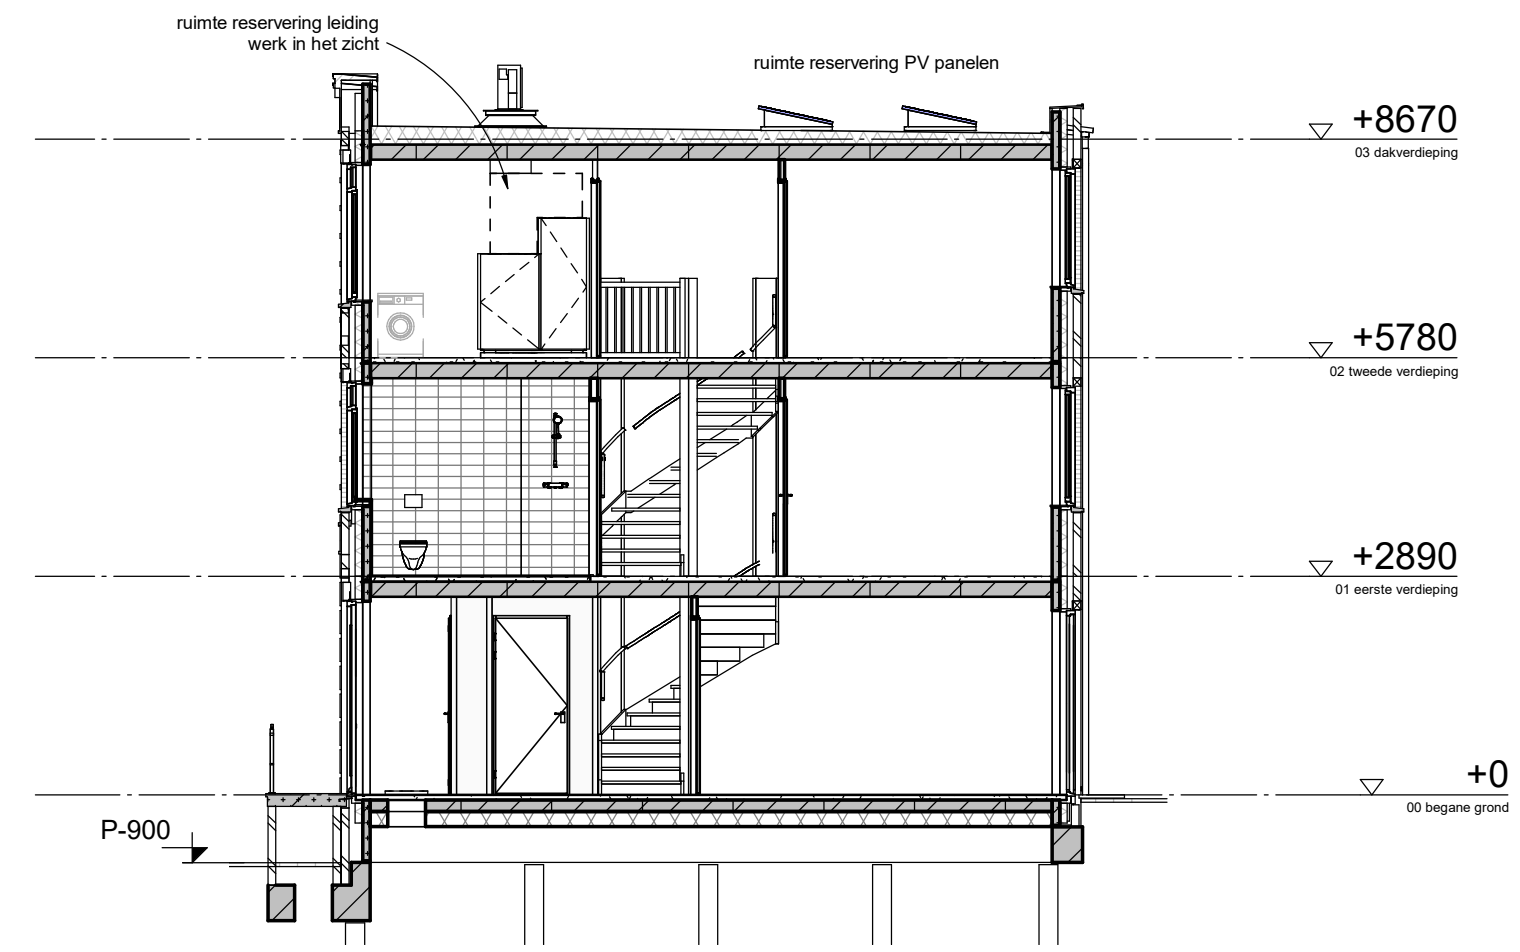 ruimte reservering leiding
werk in het zicht
ruimte reservering PV panelen
+8670
03 dakverdieping
+5780
02 tweede verdieping
+2890
01 eerste verdieping
+0
00 begane grond
P-900